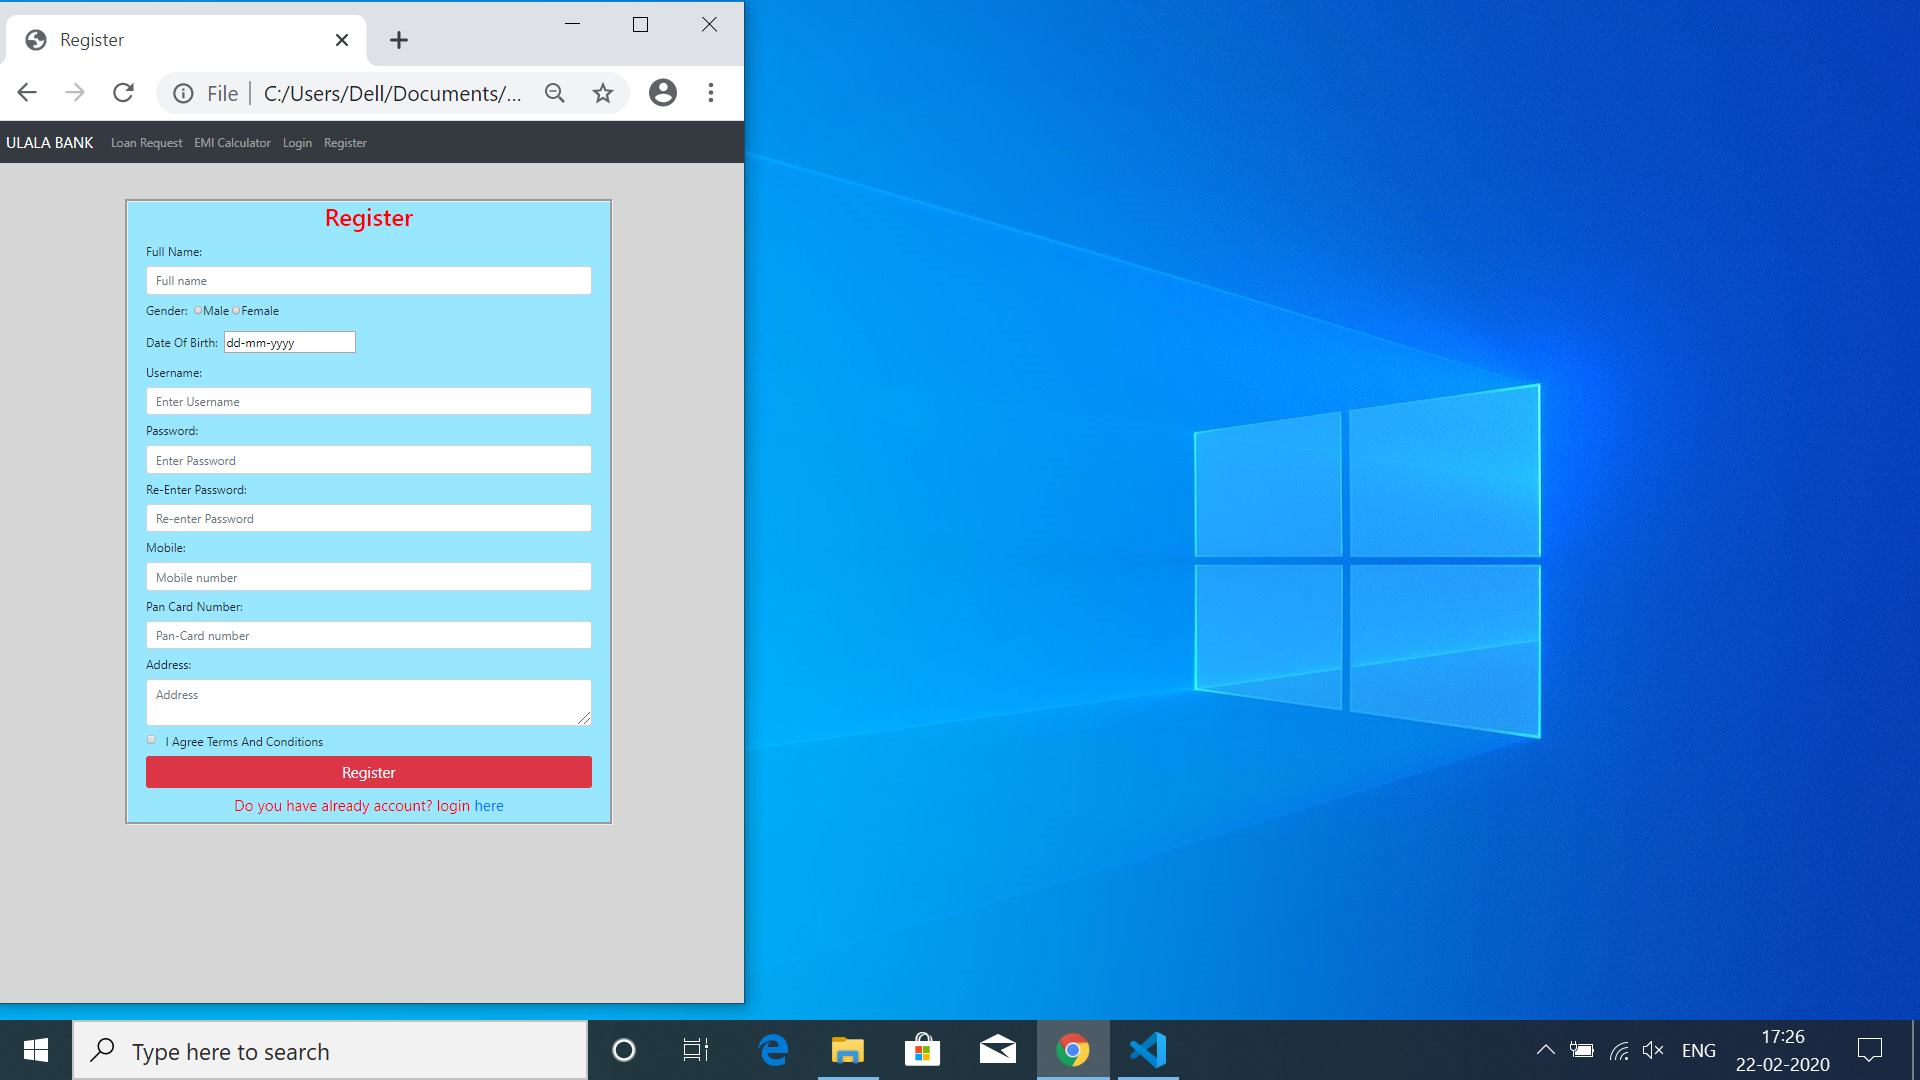 Register
File C:/Users/Dell/Documents/...
ULALA BANK Loan Request EMI Calculator Login Register
Register
Full Name:
Full name
Gender: Male Female
Date Of Birth: dd-mm-yyyy
Username:
Enter Username
Password:
Enter Password
Re-Enter Password:
Re-enter Password
Mobile:
Mobile number
Pan Card Number:
Pan-Card number
Address:
Address
I Agree Terms And Conditions
Register
Do you have already account? login here
Type here to search
ENG
17:26
22-02-2020